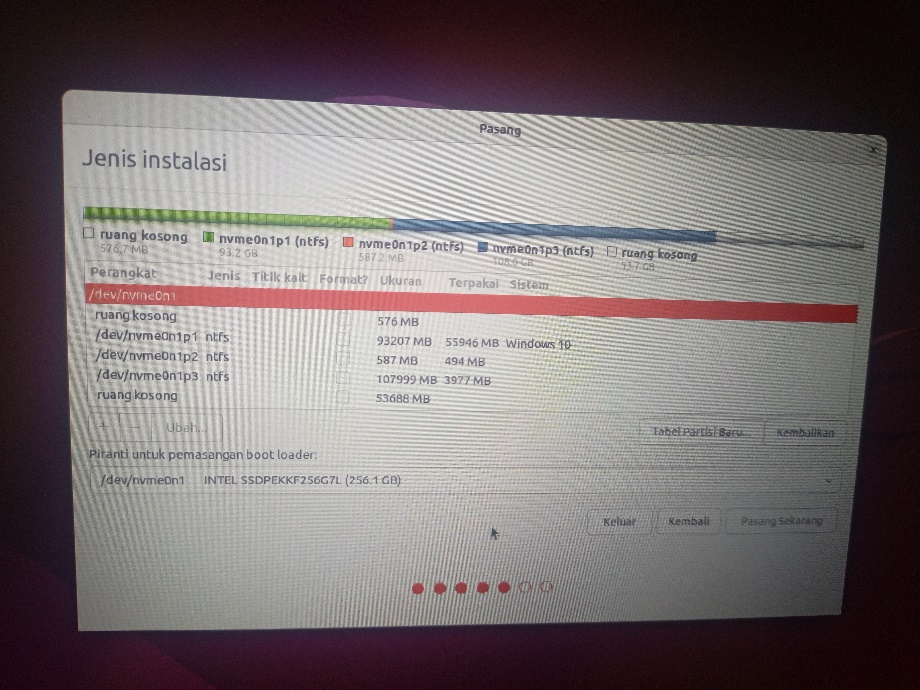 Pasang
Jenis instalasi
ruang kosong nvme0n1p1 (ntfs) nvme0n1p2 (ntfs) nvme0n1p3 (ntfs) ruang kosong
576.7 MB 93.2 GB 587.2 MB 108.0 GB 53.7 GB
Perangkat Jenis Titik kait Format? Ukuran Terpakai Sistem
/dev/nvme0n1
ruang kosong 576 MB
/dev/nvme0n1p1 ntfs 93207 MB 55946 MB Windows 10
/dev/nvme0n1p2 ntfs 587 MB 494 MB
/dev/nvme0n1p3 ntfs 107999 MB 3977 MB
ruang kosong 53688 MB
+ - Ubah... Tabel Partisi Baru... Kembalikan
Piranti untuk pemasangan boot loader:
/dev/nvme0n1 INTEL SSDPEKKF256G7L (256.1 GB)
Keluar Kembali Pasang Sekarang